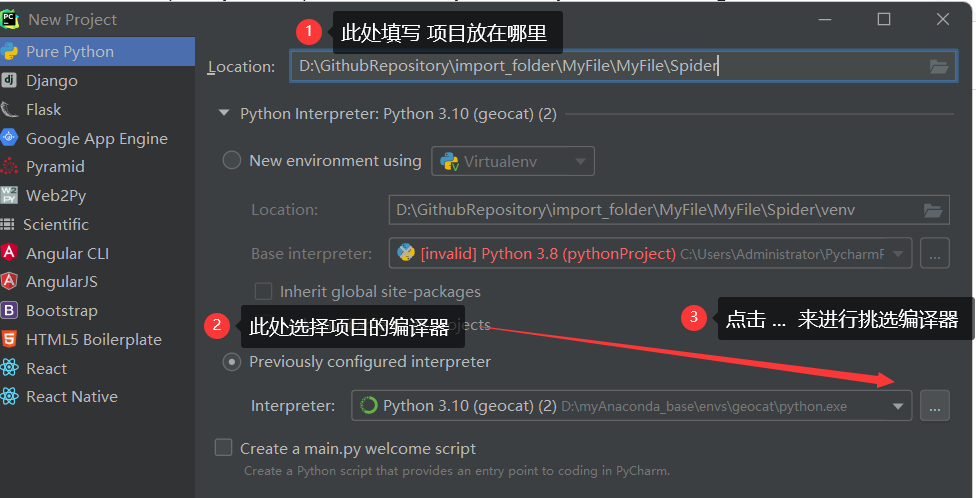 New Project
1 此处填写 项目放在哪里
Pure Python
Location: D:\GithubRepository\import_folder\MyFile\MyFile\Spider
Django
Flask
Python Interpreter: Python 3.10 (geocat) (2)
Google App Engine
New environment using Virtualenv
Pyramid
Web2Py
Location: D:\GithubRepository\import_folder\MyFile\MyFile\Spider\venv
Scientific
Angular CLI
Base interpreter: [invalid] Python 3.8 (pythonProject) C:\Users\Administrator\PycharmP ...
AngularJS
Inherit global site-packages
Bootstrap
2 此处选择项目的编译器
3 点击 ... 来进行挑选编译器
HTML5 Boilerplate
React
Previously configured interpreter
React Native
Interpreter: Python 3.10 (geocat) (2) D:\myAnaconda_base\envs\geocat\python.exe ...
Create a main.py welcome script
Create a Python script that provides an entry point to coding in PyCharm.